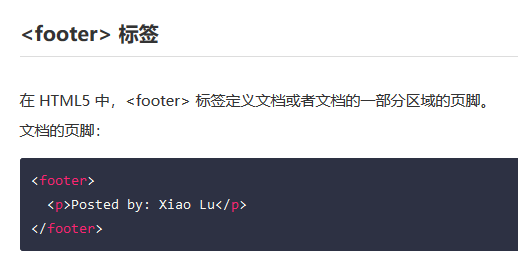 <footer> 标签
在 HTML5 中，<footer> 标签定义文档或者文档的一部分区域的页脚。
文档的页脚：
<footer>
  <p>Posted by: Xiao Lu</p>
</footer>